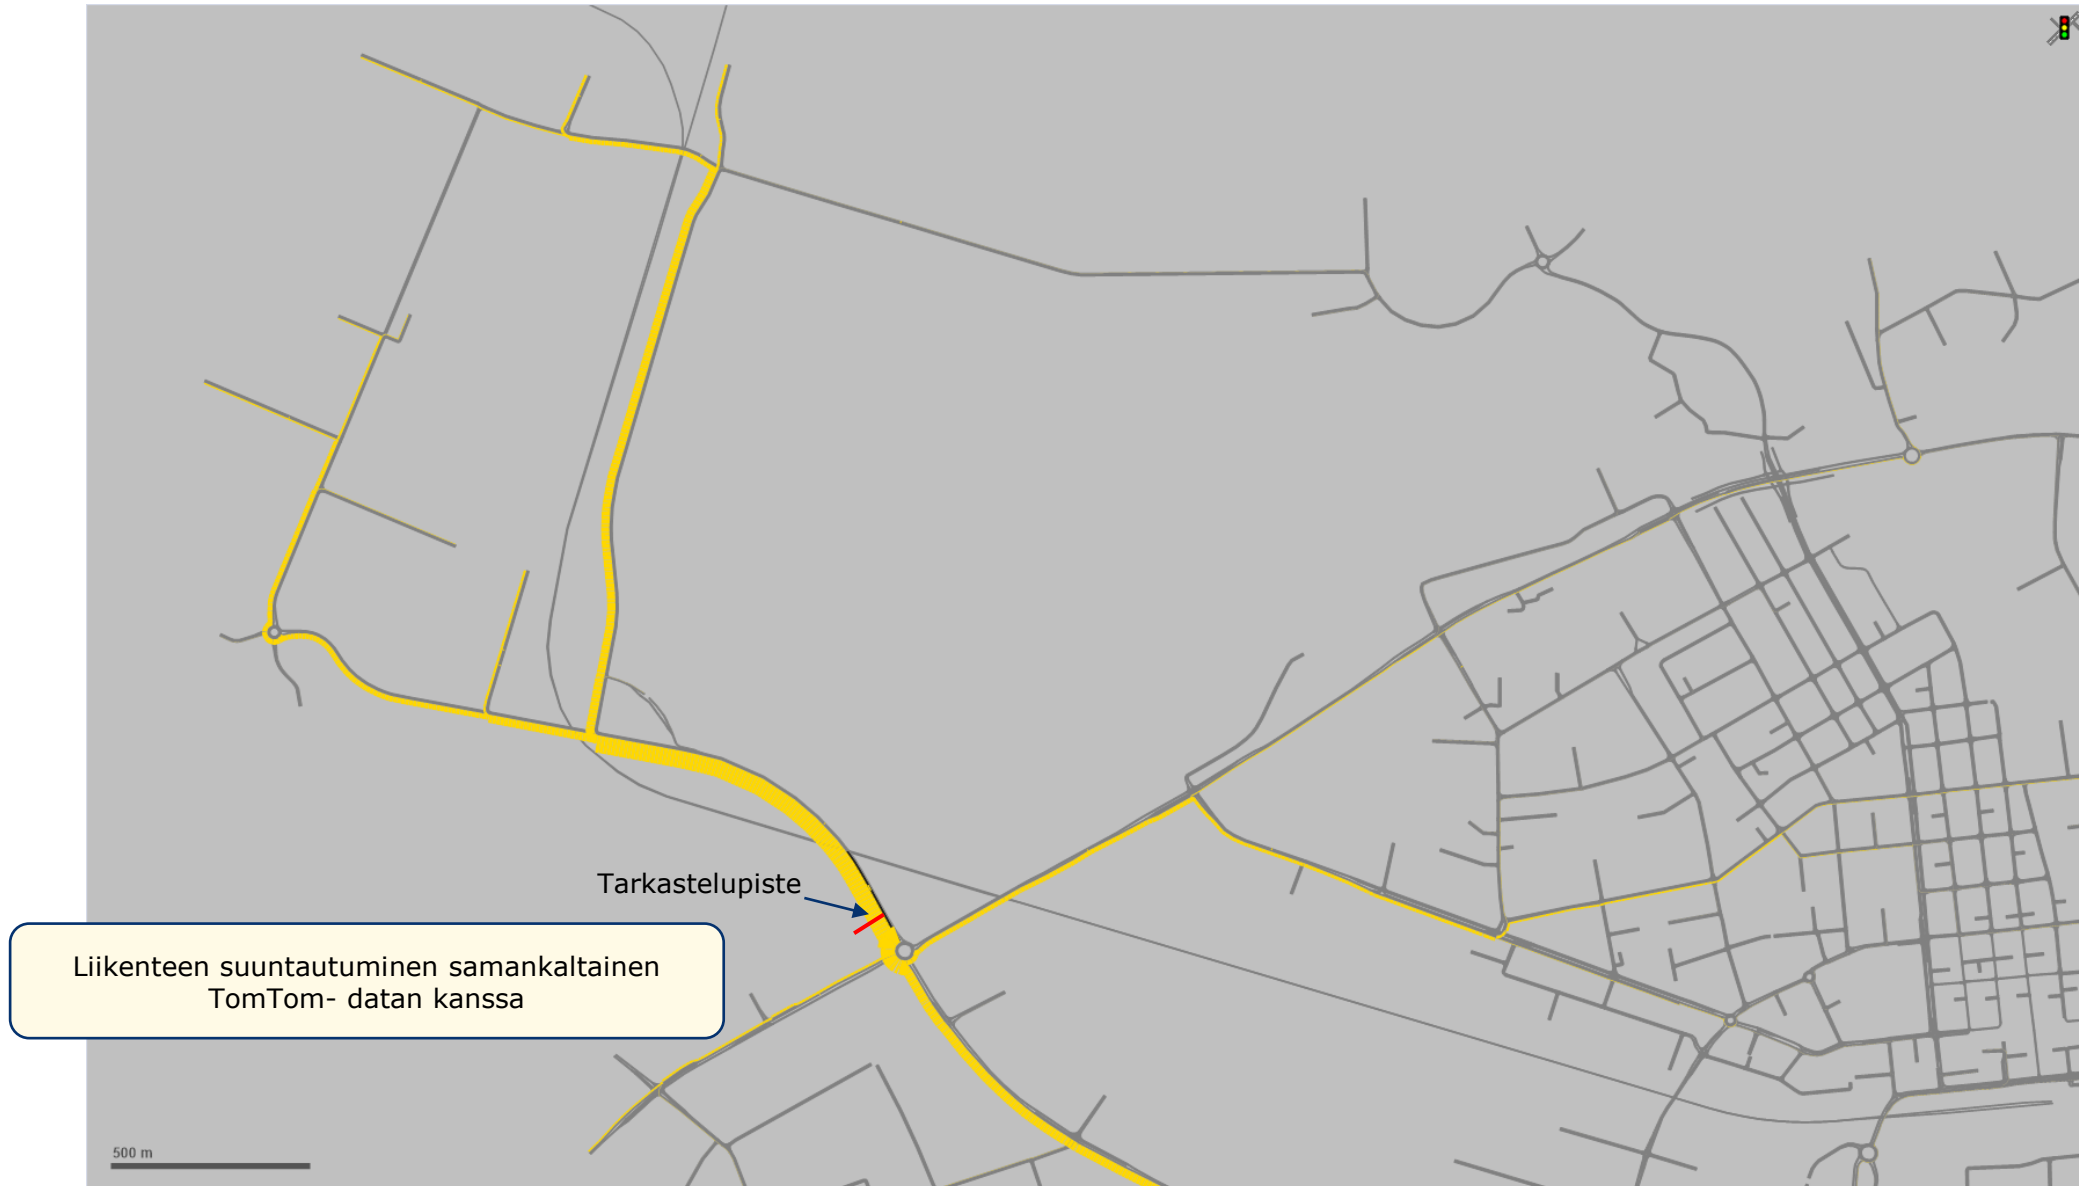 Tarkastelupiste
Liikenteen suuntautuminen samankaltainen
TomTom- datan kanssa
500 m